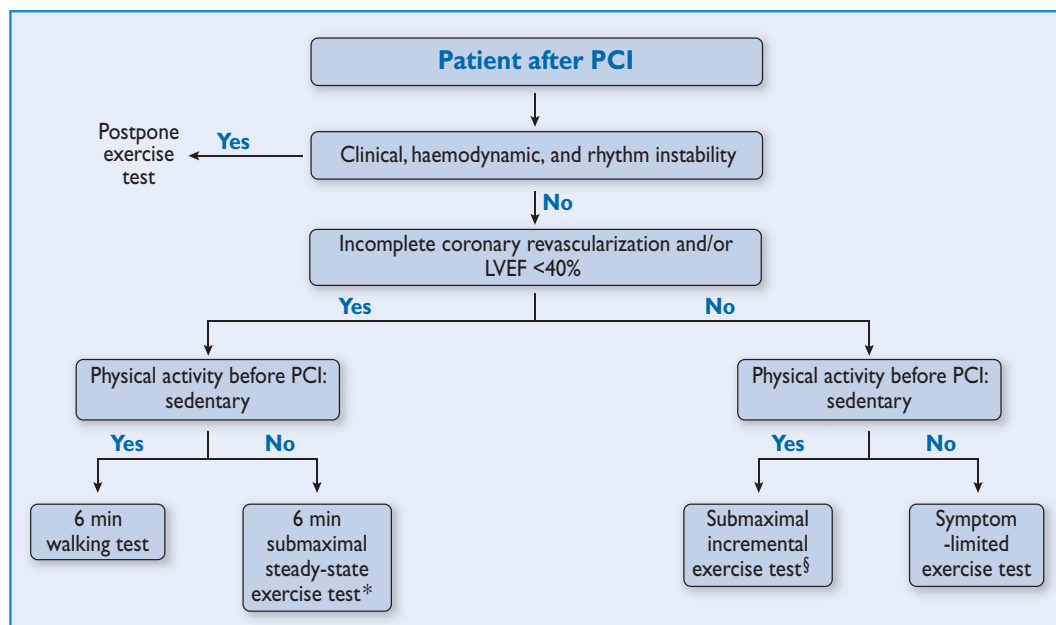 Patient after PCI
Postpone
exercise
test
Yes
Clinical, haemodynamic, and rhythm instability
No
Incomplete coronary revascularization and/or
LVEF <40%
Yes
No
Physical activity before PCI:
sedentary
Physical activity before PCI:
sedentary
Yes
No
Yes
No
6 min
walking test
6 min
submaximal
steady-state
exercise test*
Submaximal
incremental
exercise test§
Symptom
-limited
exercise test